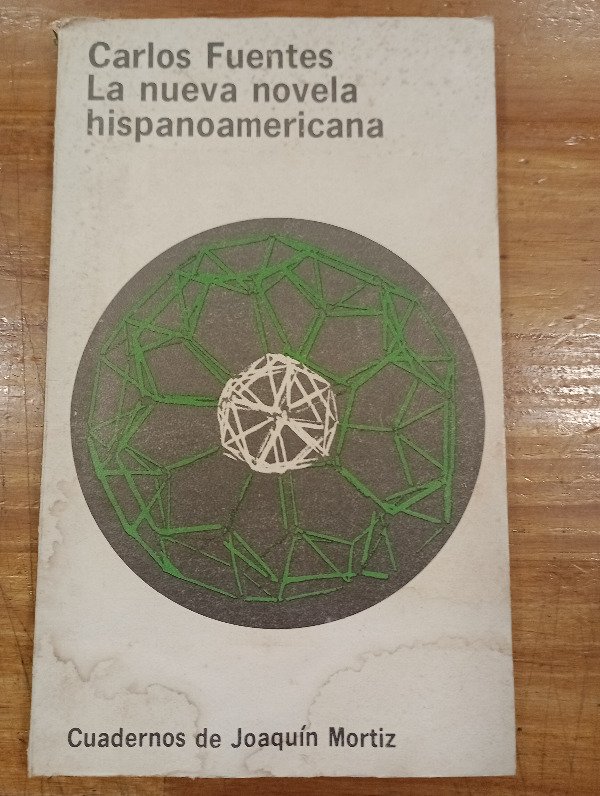 Carlos Fuentes
La nueva novela
hispanoamericana
Cuadernos de Joaquín Mortiz